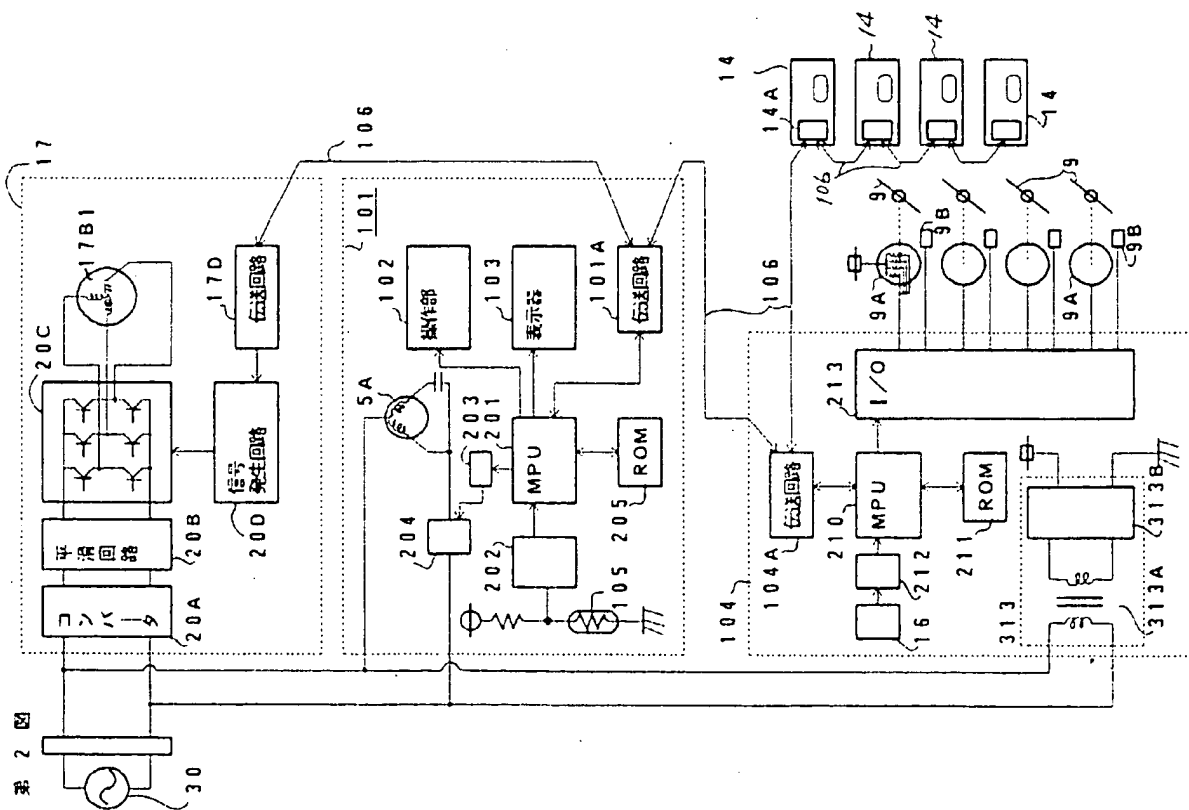 第 2 図
30
17
コンバータ
20A
平滑回路
20B
20C
17B1
信号
発生回路
20D
伝送回路
17D
106
101
5A
操作部
102
表示器
103
伝送回路
101A
204
203
201
MPU
202
ROM
205
105
106
104
伝送回路
104A
MPU
210
212
16
ROM
211
I/O
213
313
313A
313B
9A
9A
9B
9B
9
9
106
14A
14
14
14
14